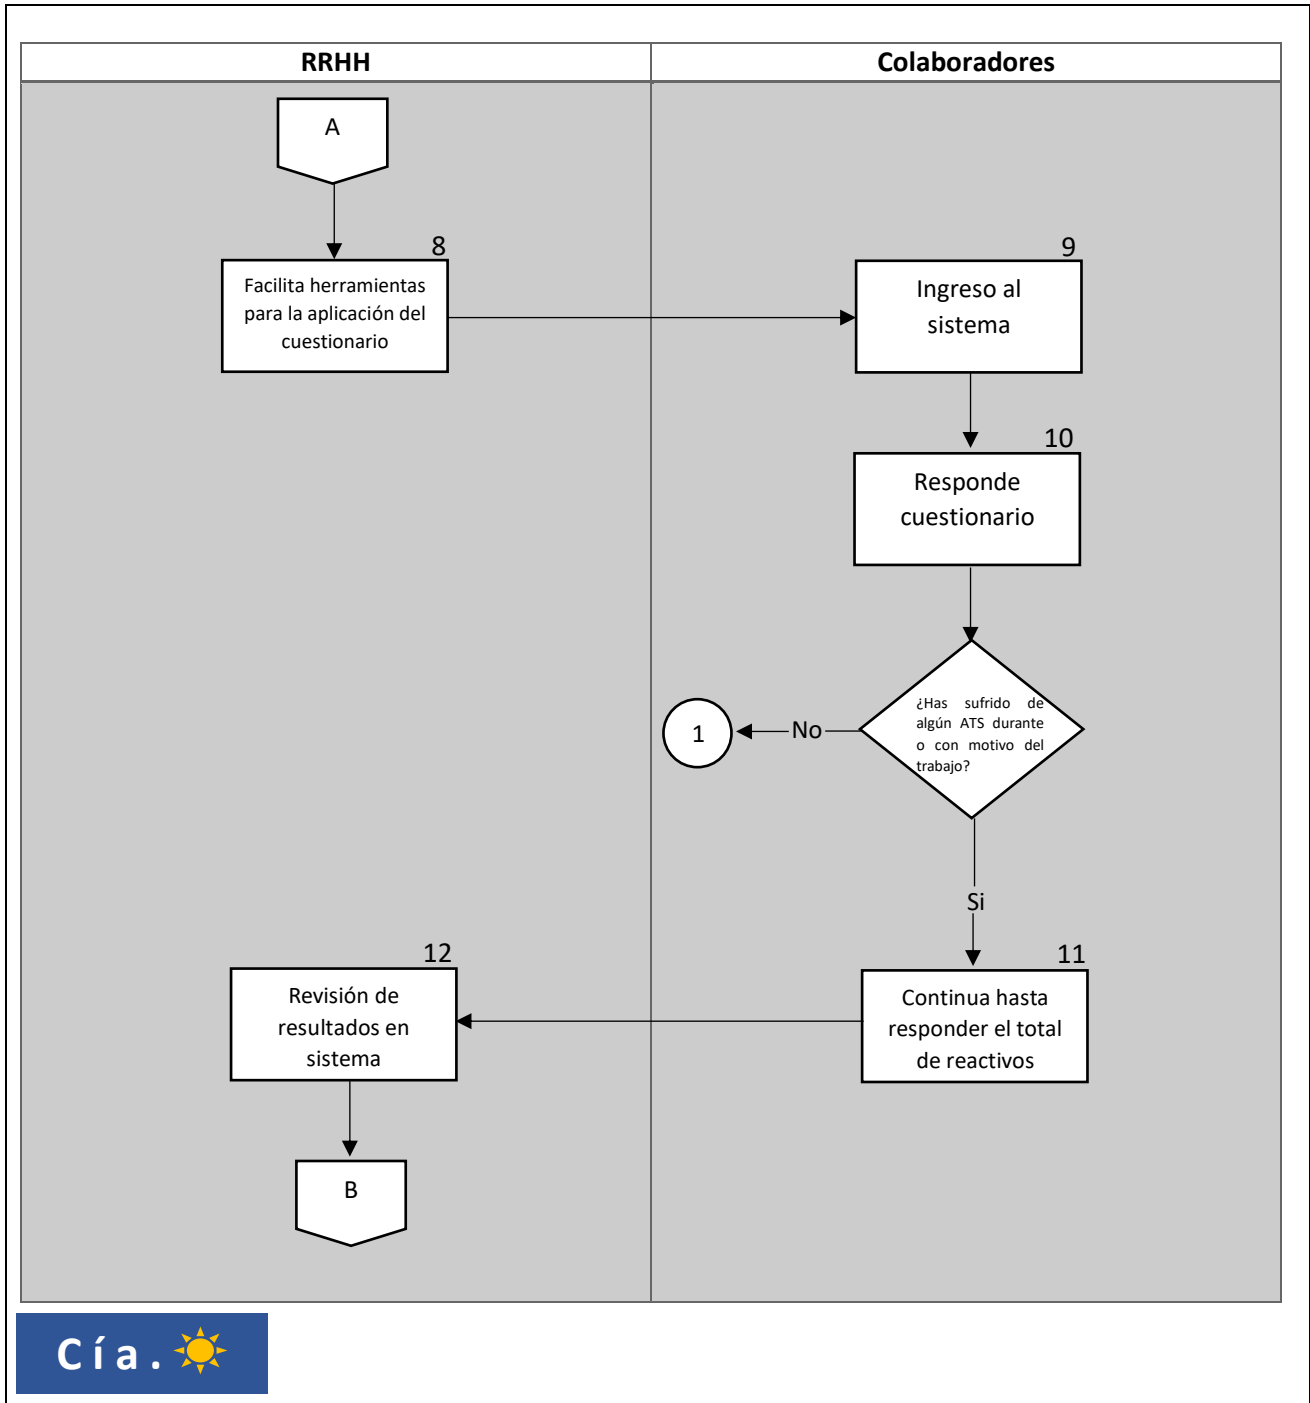 RRHH
Colaboradores
A
8
Facilita herramientas
para la aplicación del
cuestionario
9
Ingreso al
sistema
10
Responde
cuestionario
¿Has sufrido de
algún ATS durante
o con motivo del
trabajo?
No
1
Si
11
Continua hasta
responder el total
de reactivos
12
Revisión de
resultados en
sistema
B
Cía.